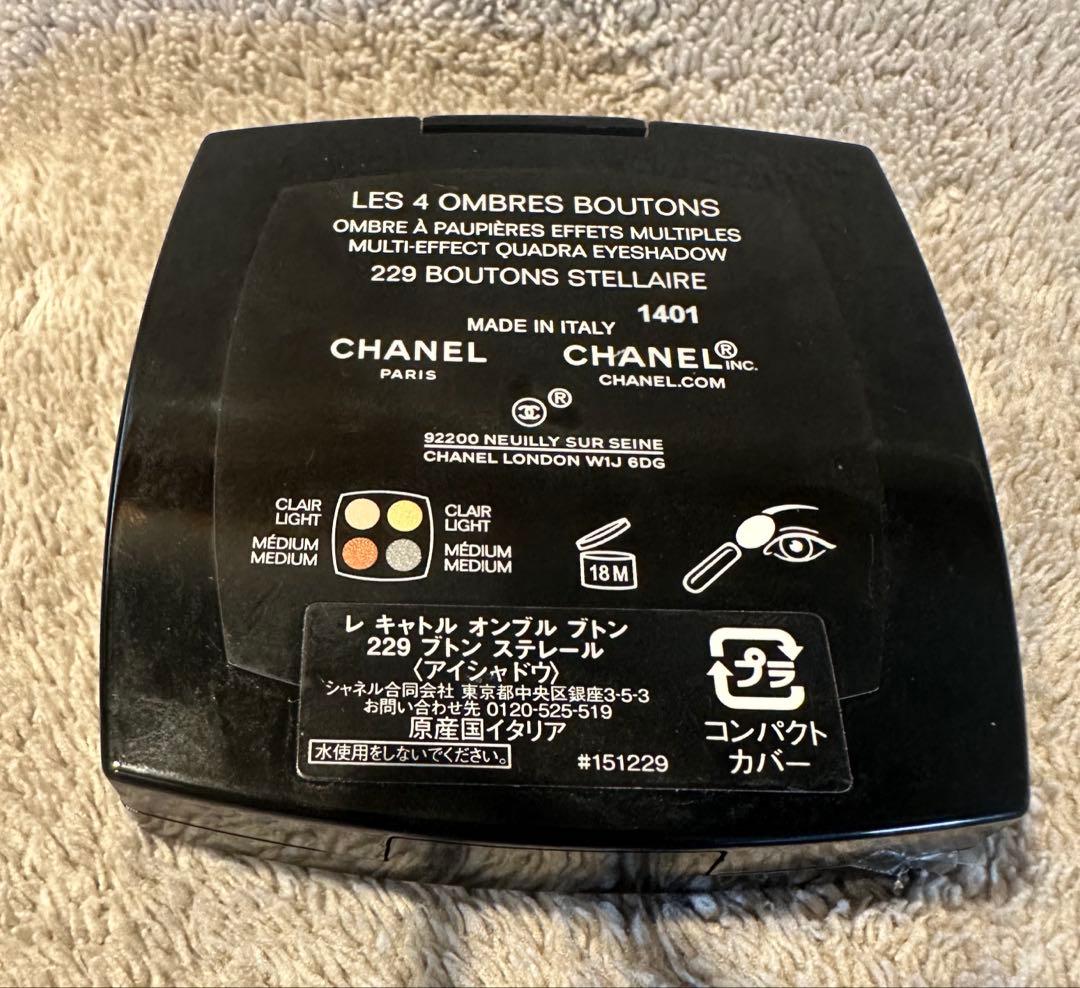 LES 4 OMBRES BOUTONS
OMBRE À PAUPIÈRES EFFETS MULTIPLES
MULTI-EFFECT QUADRA EYESHADOW
229 BOUTONS STELLAIRE
1401
MADE IN ITALY
CHANEL
PARIS
CHANEL® INC.
CHANEL.COM
®
92200 NEUILLY SUR SEINE
CHANEL LONDON W1J 6DG
CLAIR
LIGHT
CLAIR
LIGHT
MÉDIUM
MEDIUM
MÉDIUM
MEDIUM
18M
レ キャトル オンブル ブトン
229 ブトン ステレール
〈アイシャドウ〉
シャネル合同会社 東京都中央区銀座3-5-3
お問い合わせ先 0120-525-519
原産国イタリア
水使用をしないでください。
#151229
プラ
コンパクト
カバー